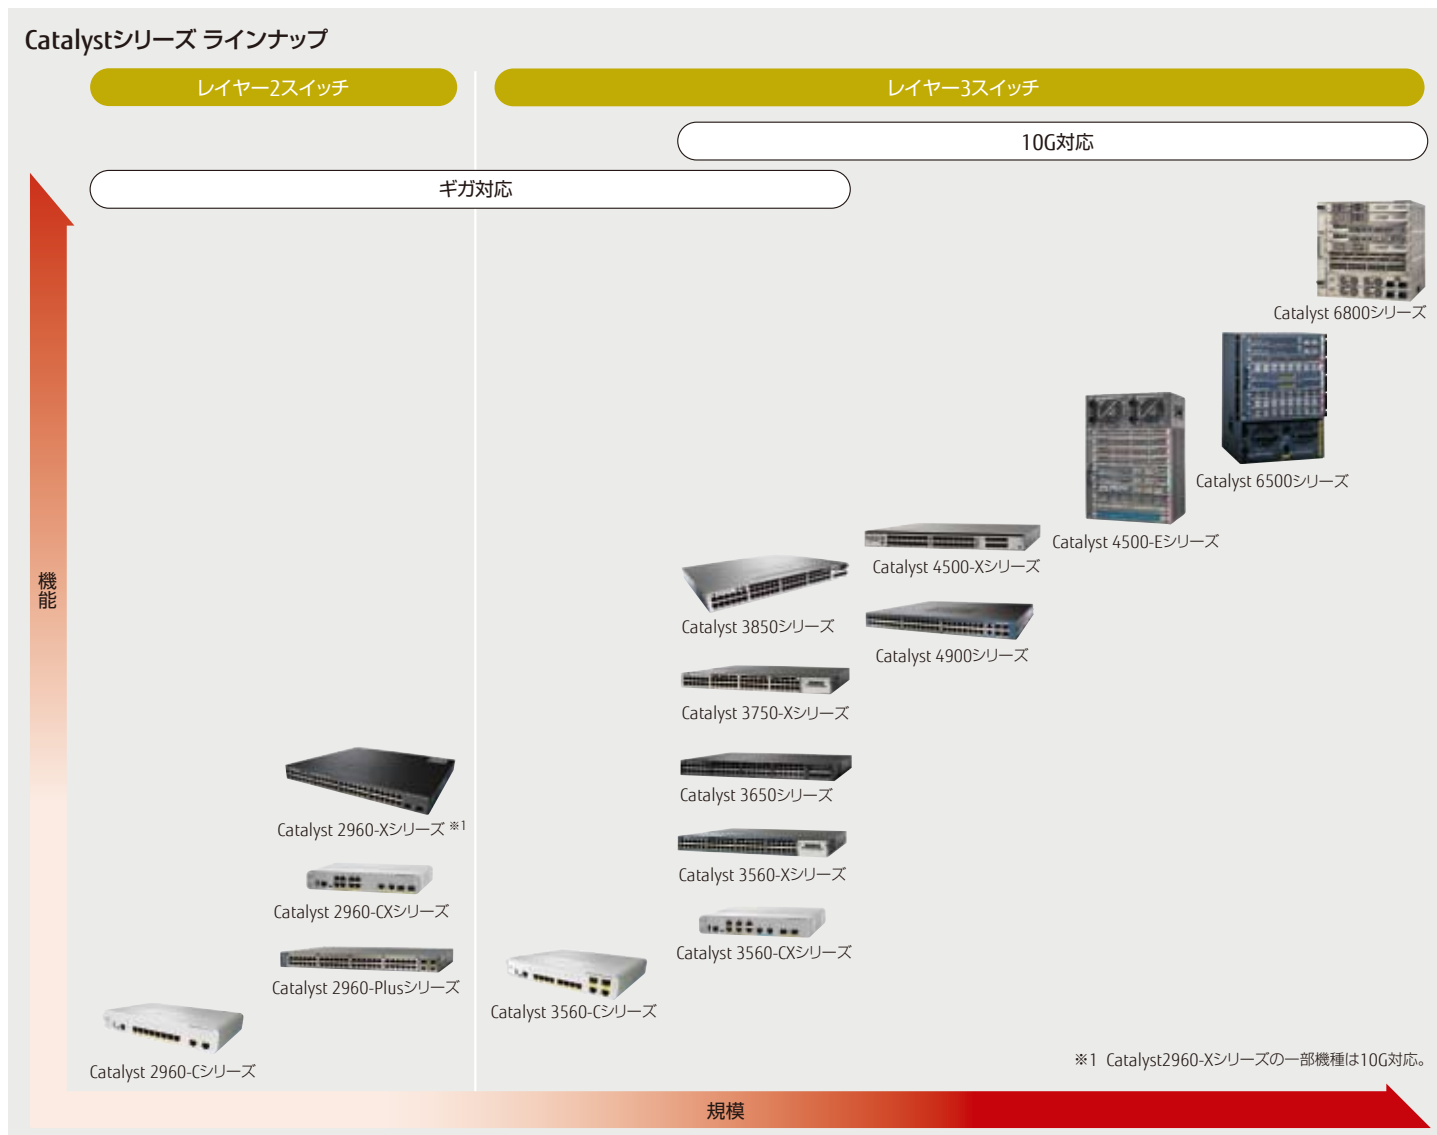 Catalystシリーズ ラインナップ
レイヤー2スイッチ
レイヤー3スイッチ
10G対応
ギガ対応
Catalyst 6800シリーズ
Catalyst 6500シリーズ
Catalyst 4500-Eシリーズ
Catalyst 4500-Xシリーズ
機能
Catalyst 3850シリーズ
Catalyst 4900シリーズ
Catalyst 3750-Xシリーズ
Catalyst 3650シリーズ
Catalyst 2960-Xシリーズ ※1
Catalyst 3560-Xシリーズ
Catalyst 2960-CXシリーズ
Catalyst 3560-CXシリーズ
Catalyst 2960-Plusシリーズ
Catalyst 3560-Cシリーズ
Catalyst 2960-Cシリーズ
※1 Catalyst2960-Xシリーズの一部機種は10G対応。
規模